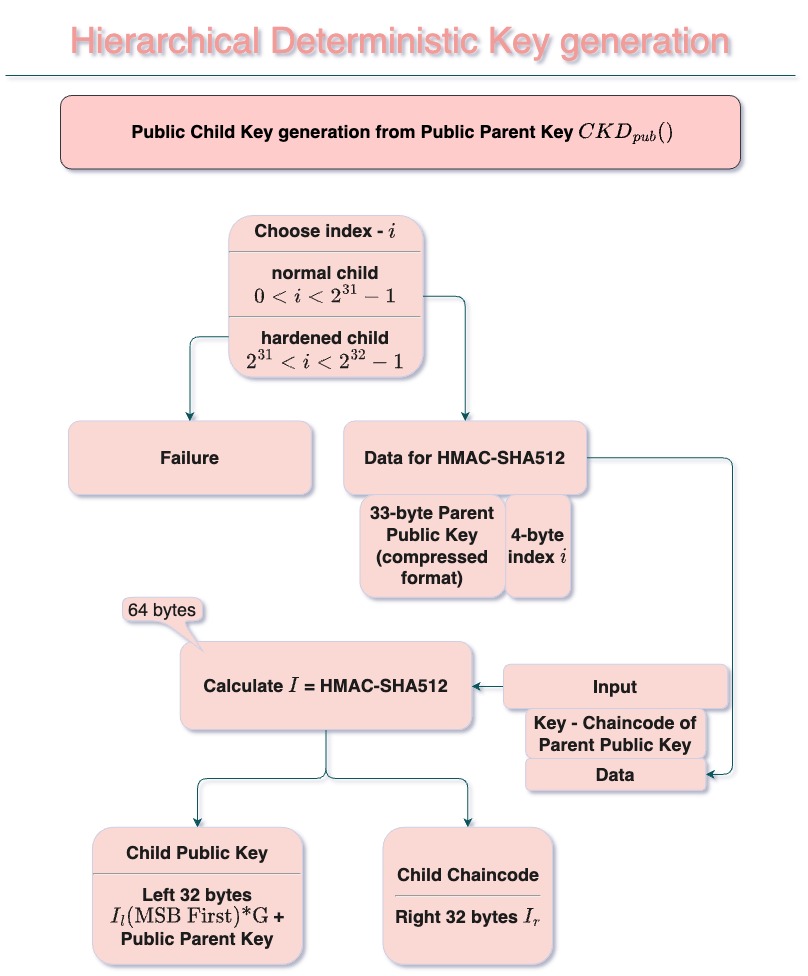 Hierarchical Deterministic Key generation
Public Child Key generation from Public Parent Key $CKD_{pub}()$
Choose index - $i$
normal child
$0 < i < 2^{31} - 1$
hardened child
$2^{31} < i < 2^{32} - 1$
Failure
Data for HMAC-SHA512
33-byte Parent
Public Key
(compressed
format)
4-byte
index $i$
64 bytes
Calculate $I$ = HMAC-SHA512
Input
Key - Chaincode of
Parent Public Key
Data
Child Public Key
Left 32 bytes
$I_l$(MSB First)*G +
Public Parent Key
Child Chaincode
Right 32 bytes $I_r$